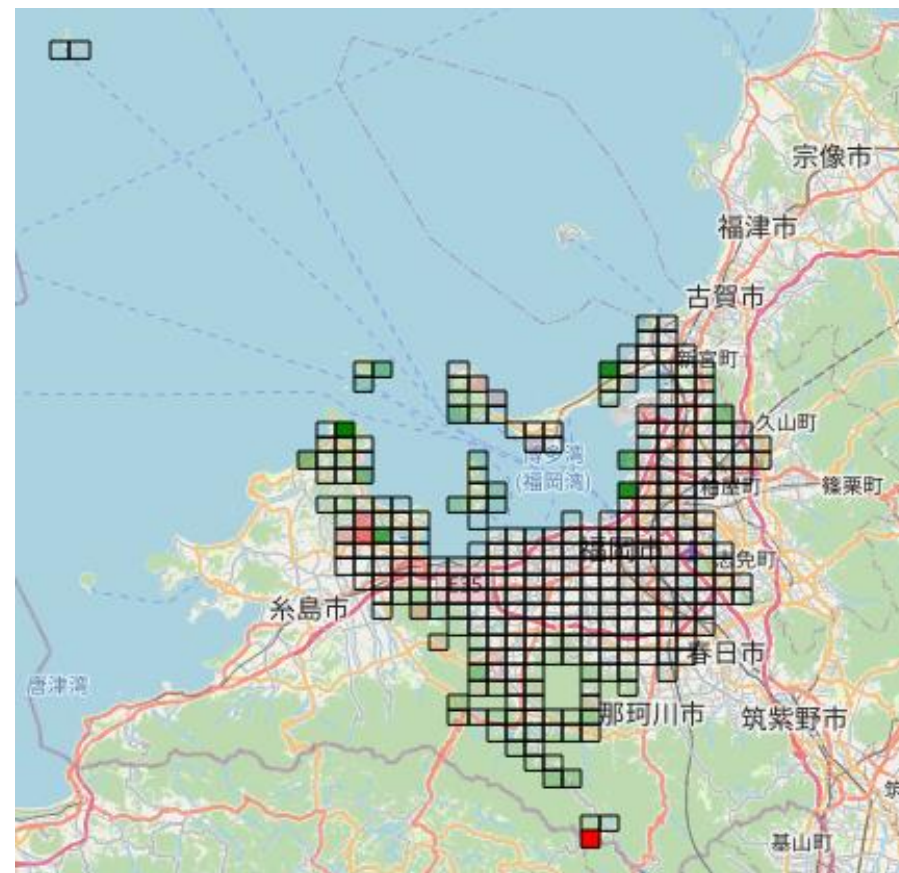 宗像市
福津市
古賀市
新宮町
久山町
博多湾
(福岡湾)
粕屋町
篠栗町
福岡市
志免町
E35
糸島市
春日市
唐津湾
那珂川市
筑紫野市
筑
基山町